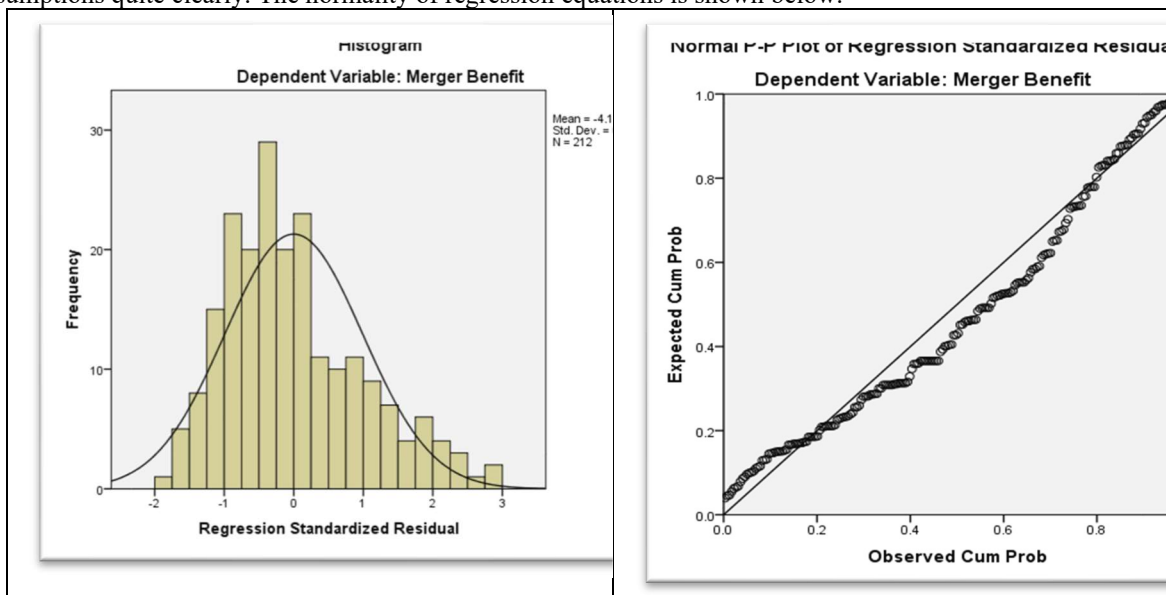 quite clearly. The normality of regression equations is shown below.
Histogram
Dependent Variable: Merger Benefit
Mean = -4.1
Std. Dev. =
N = 212
30
20
10
0
Frequency
-2 -1 0 1 2 3
Regression Standardized Residual
Normal P-P Plot of Regression Standardized
Dependent Variable: Merger Benefit
1.0
0.8
0.6
0.4
0.2
0.0
Expected Cum Prob
0.0 0.2 0.4 0.6 0.8
Observed Cum Prob